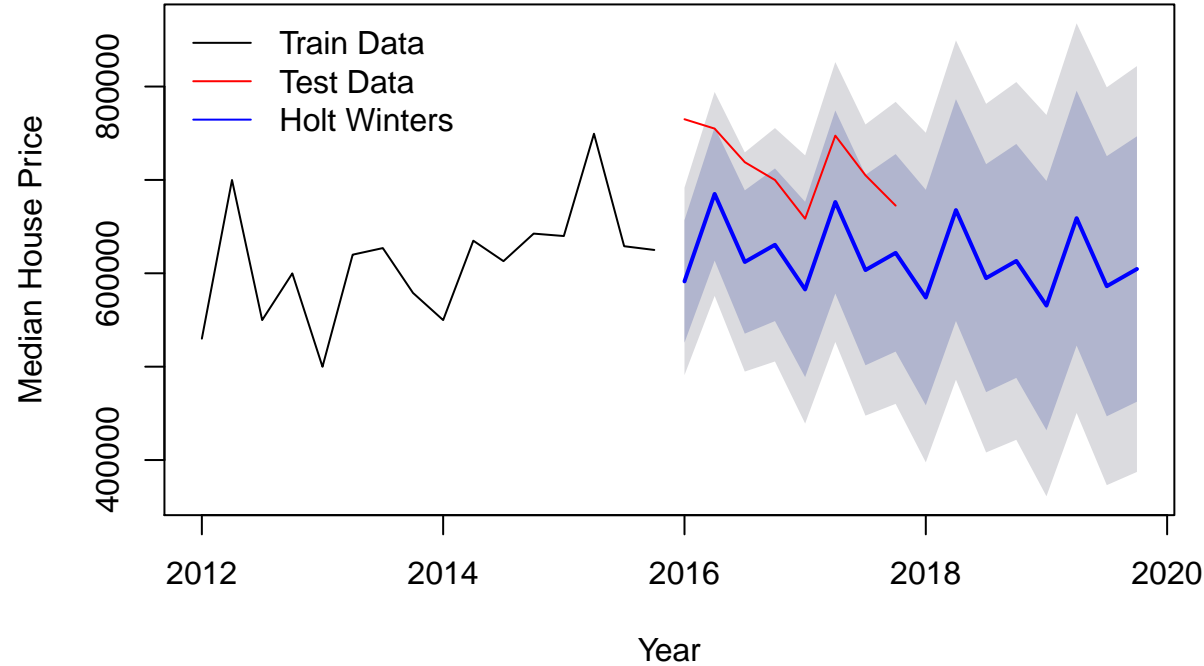 Train Data
Test Data
Holt Winters
Median House Price
800000
600000
400000
2012 2014 2016 2018 2020
Year